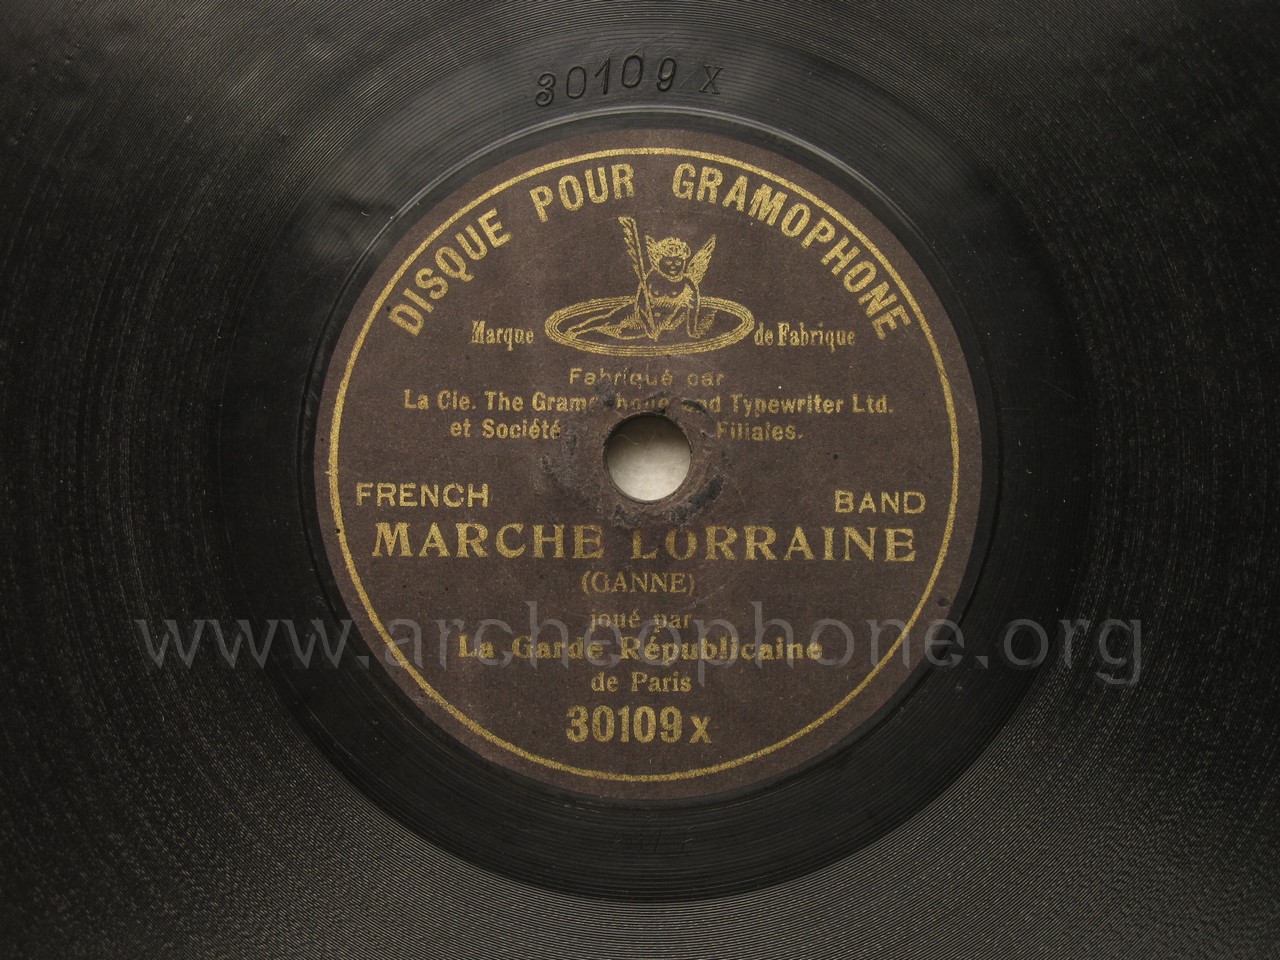 30109 X
DISQUE POUR GRAMOPHONE
Marque de Fabrique
Fabriqué par
La Cie. The Gramophone and Typewriter Ltd.
et Société Filiales.
FRENCH BAND
MARCHE LORRAINE
(GANNE)
joué par
www.archeophone.org
La Garde Républicaine
de Paris
30109 x